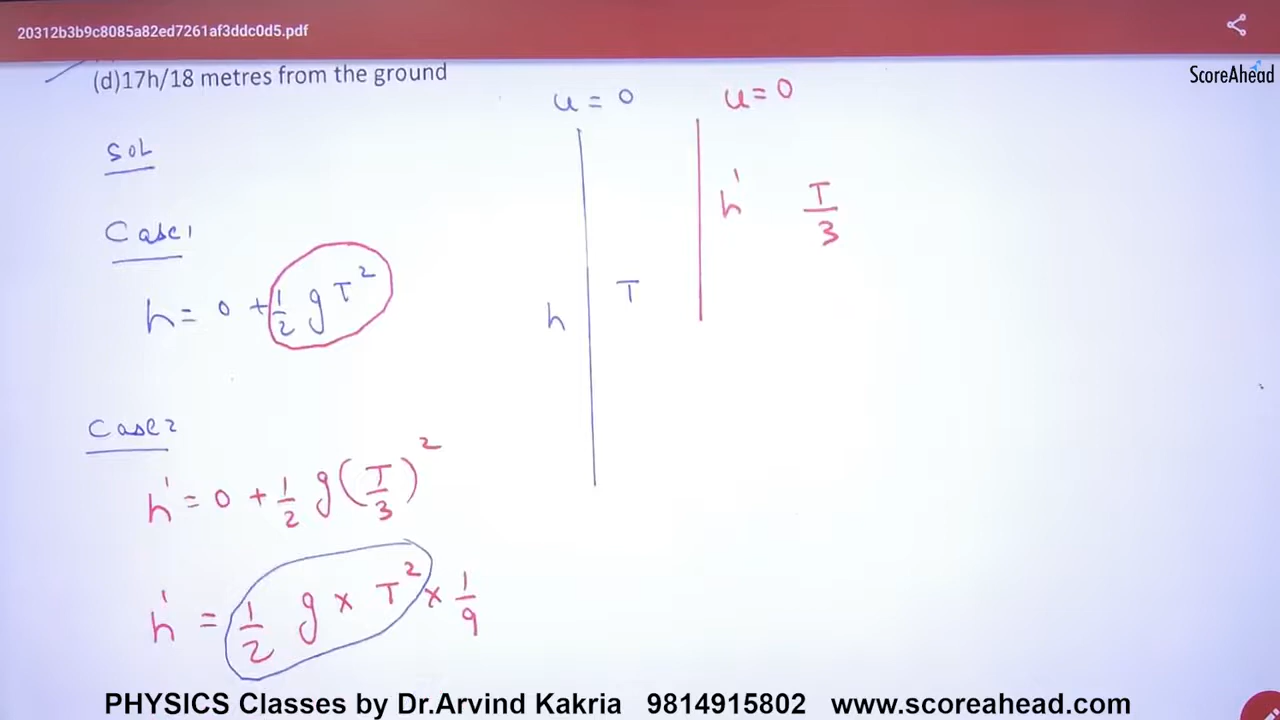 20312b3b9c8085a82ed7261af3ddc0d5.pdf
ScoreAhead
(d)17h/18 metres from the ground
u = 0
u = 0
SOL
h' T/3
Case1
h = 0 + 1/2 g T²
h T
Case2
h' = 0 + 1/2 g (T/3)²
h' = 1/2 g × T² × 1/9
PHYSICS Classes by Dr.Arvind Kakria 9814915802 www.scoreahead.com